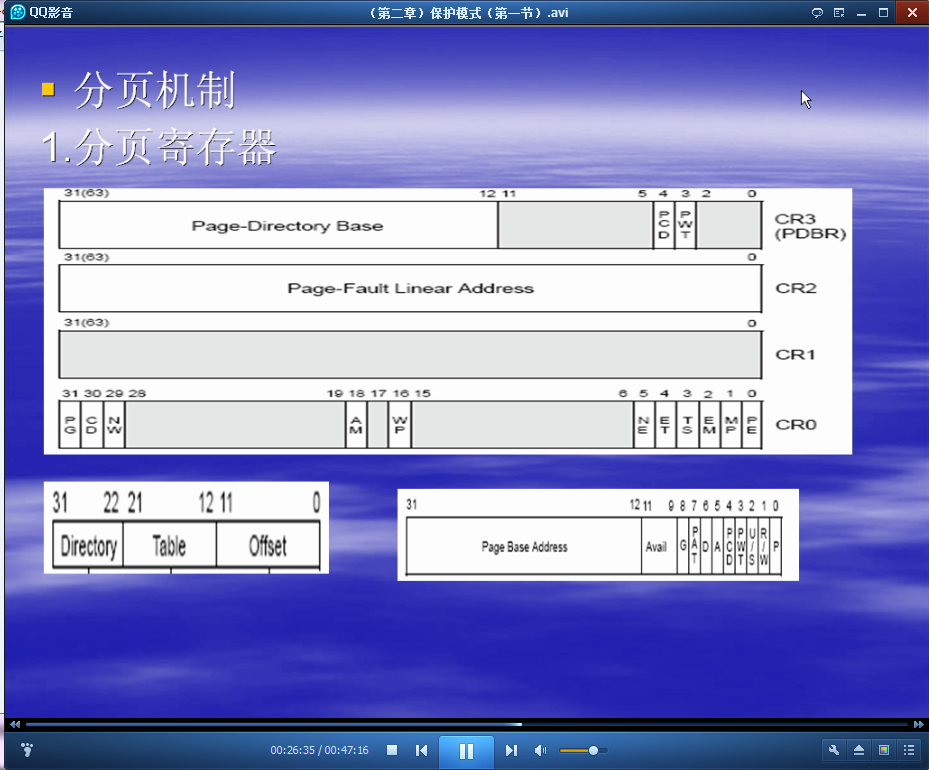 QQ影音
（第二章）保护模式（第一节）.avi
分页机制
1.分页寄存器
31(63) 12 11 5 4 3 2 0
Page-Directory Base PCD PWT CR3
(PDBR)
31(63) 0
Page-Fault Linear Address CR2
31(63) 0
CR1
31 30 29 28 19 18 17 16 15 6 5 4 3 2 1 0
PG CD NW AM WP NE ET TS EM MP PE CR0
31 22 21 12 11 0
Directory Table Offset
31 12 11 9 8 7 6 5 4 3 2 1 0
Page Base Address Avail G PAT D A PCD PWT U/S R/W P
00:26:35 / 00:47:16